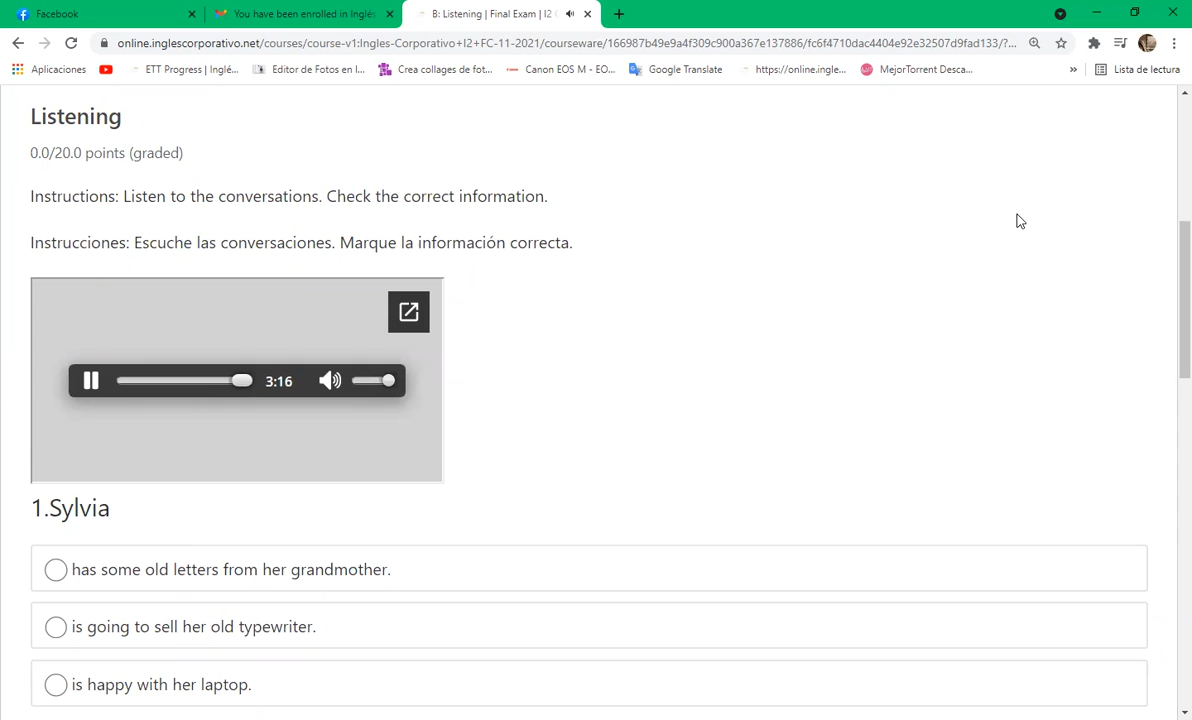 Facebook
You have been enrolled in Inglés
B: Listening | Final Exam | I2
online.inglescorporativo.net/courses/course-v1:Ingles-Corporativo+I2+FC-11-2021/courseware/166987b49e9a4f309c900a367e137886/fc6f4710dac4404e92e32507d9fad133/?...
Aplicaciones
ETT Progress | Inglé...
Editor de Fotos en l...
Crea collages de fot...
Canon EOS M - EO...
Google Translate
https://online.ingle...
MejorTorrent Desca...
»
Lista de lectura
Listening
0.0/20.0 points (graded)
Instructions: Listen to the conversations. Check the correct information.
Instrucciones: Escuche las conversaciones. Marque la información correcta.
3:16
1.Sylvia
has some old letters from her grandmother.
is going to sell her old typewriter.
is happy with her laptop.